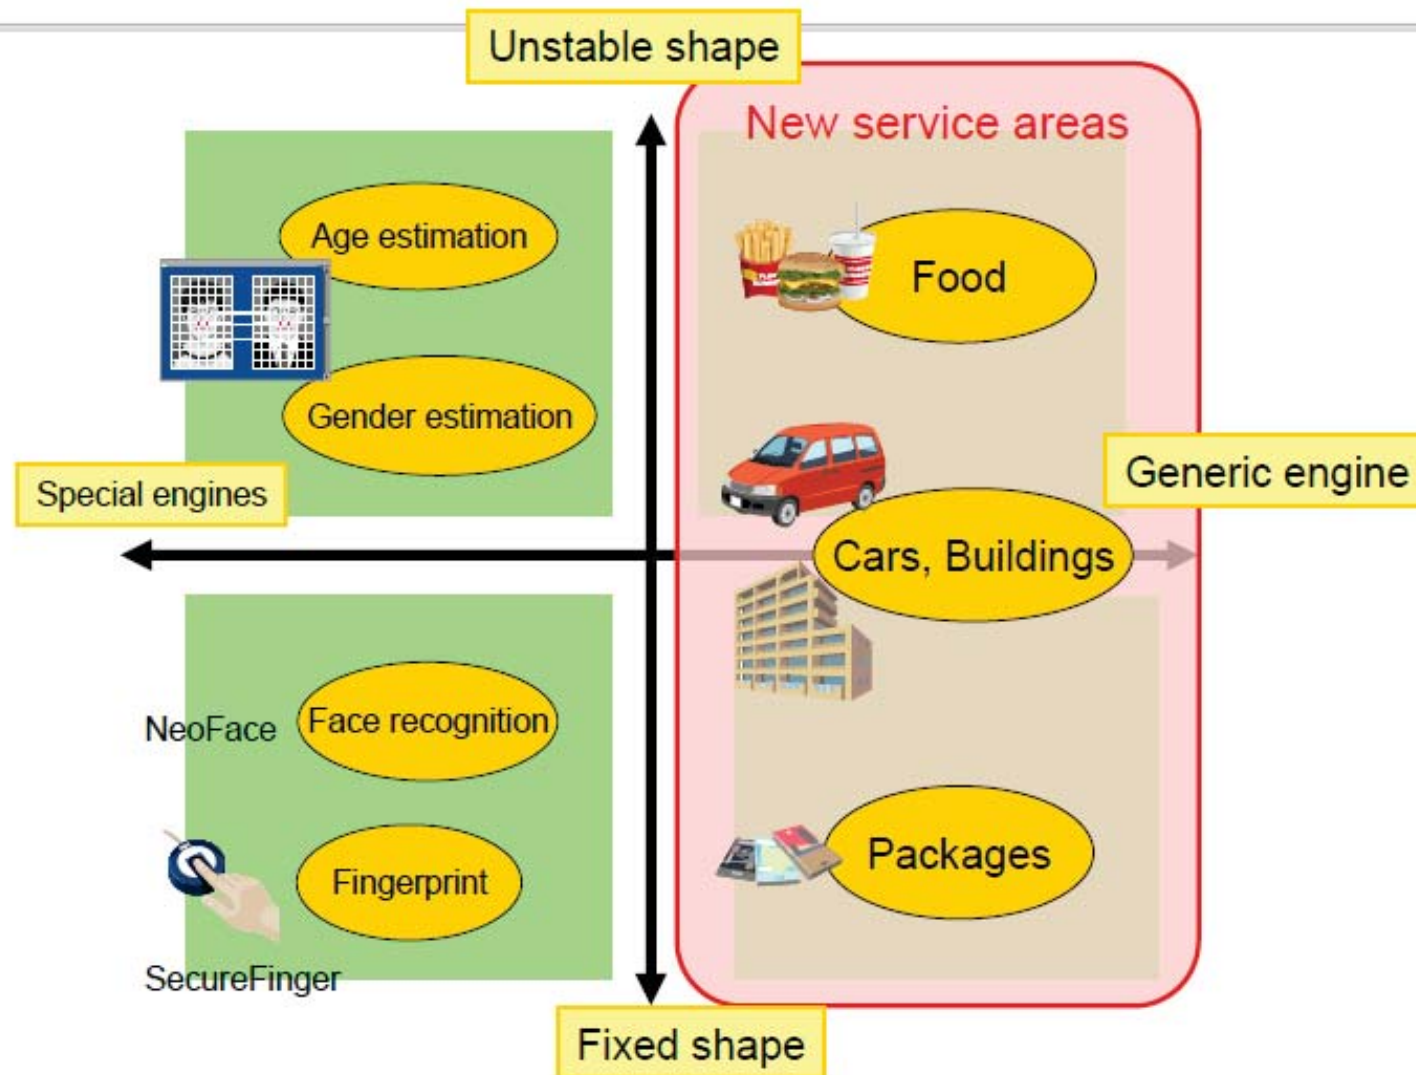 Unstable shape
New service areas
Age estimation
Food
Gender estimation
Special engines
Generic engine
Cars, Buildings
NeoFace
Face recognition
Packages
Fingerprint
SecureFinger
Fixed shape